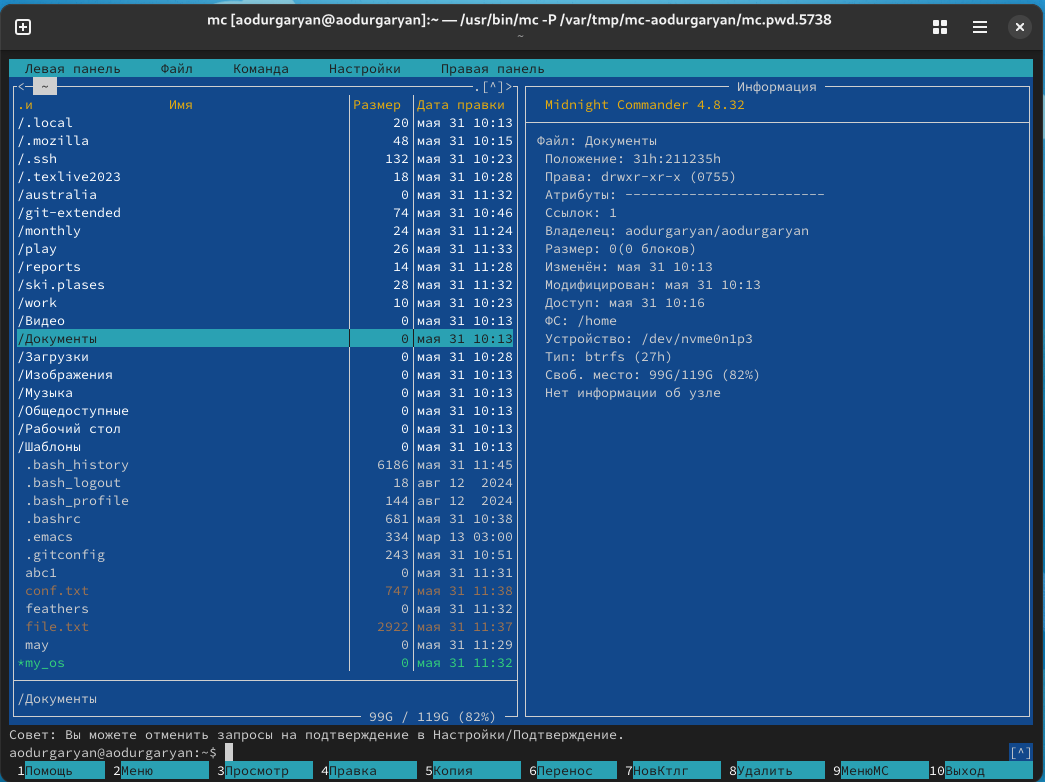 mc [aodurgaryan@aodurgaryan]:~ — /usr/bin/mc -P /var/tmp/mc-aodurgaryan/mc.pwd.5738
~
Левая панель Файл Команда Настройки Правая панель
<─ ~ ─.[^]>
.и Имя Размер Дата правки
/.local 20 мая 31 10:13
/.mozilla 48 мая 31 10:15
/.ssh 132 мая 31 10:23
/.texlive2023 18 мая 31 10:28
/australia 0 мая 31 11:32
/git-extended 74 мая 31 10:46
/monthly 24 мая 31 11:24
/play 26 мая 31 11:33
/reports 14 мая 31 11:28
/ski.plases 28 мая 31 11:32
/work 10 мая 31 10:23
/Видео 0 мая 31 10:13
/Документы 0 мая 31 10:13
/Загрузки 0 мая 31 10:28
/Изображения 0 мая 31 10:13
/Музыка 0 мая 31 10:13
/Общедоступные 0 мая 31 10:13
/Рабочий стол 0 мая 31 10:13
/Шаблоны 0 мая 31 10:13
.bash_history 6186 мая 31 11:45
.bash_logout 18 авг 12 2024
.bash_profile 144 авг 12 2024
.bashrc 681 мая 31 10:38
.emacs 334 мар 13 03:00
.gitconfig 243 мая 31 10:51
abc1 0 мая 31 11:31
conf.txt 747 мая 31 11:38
feathers 0 мая 31 11:32
file.txt 2922 мая 31 11:37
may 0 мая 31 11:29
*my_os 0 мая 31 11:32
/Документы
99G / 119G (82%)
Информация
Midnight Commander 4.8.32
Файл: Документы
Положение: 31h:211235h
Права: drwxr-xr-x (0755)
Атрибуты: -------------------------
Ссылок: 1
Владелец: aodurgaryan/aodurgaryan
Размер: 0(0 блоков)
Изменён: мая 31 10:13
Модифицирован: мая 31 10:13
Доступ: мая 31 10:16
ФС: /home
Устройство: /dev/nvme0n1p3
Тип: btrfs (27h)
Своб. место: 99G/119G (82%)
Нет информации об узле
Совет: Вы можете отменить запросы на подтверждение в Настройки/Подтверждение.
aodurgaryan@aodurgaryan:~$ [^]
1Помощь 2Меню 3Просмотр 4Правка 5Копия 6Перенос 7НовКтлг 8Удалить 9МенюМС 10Выход